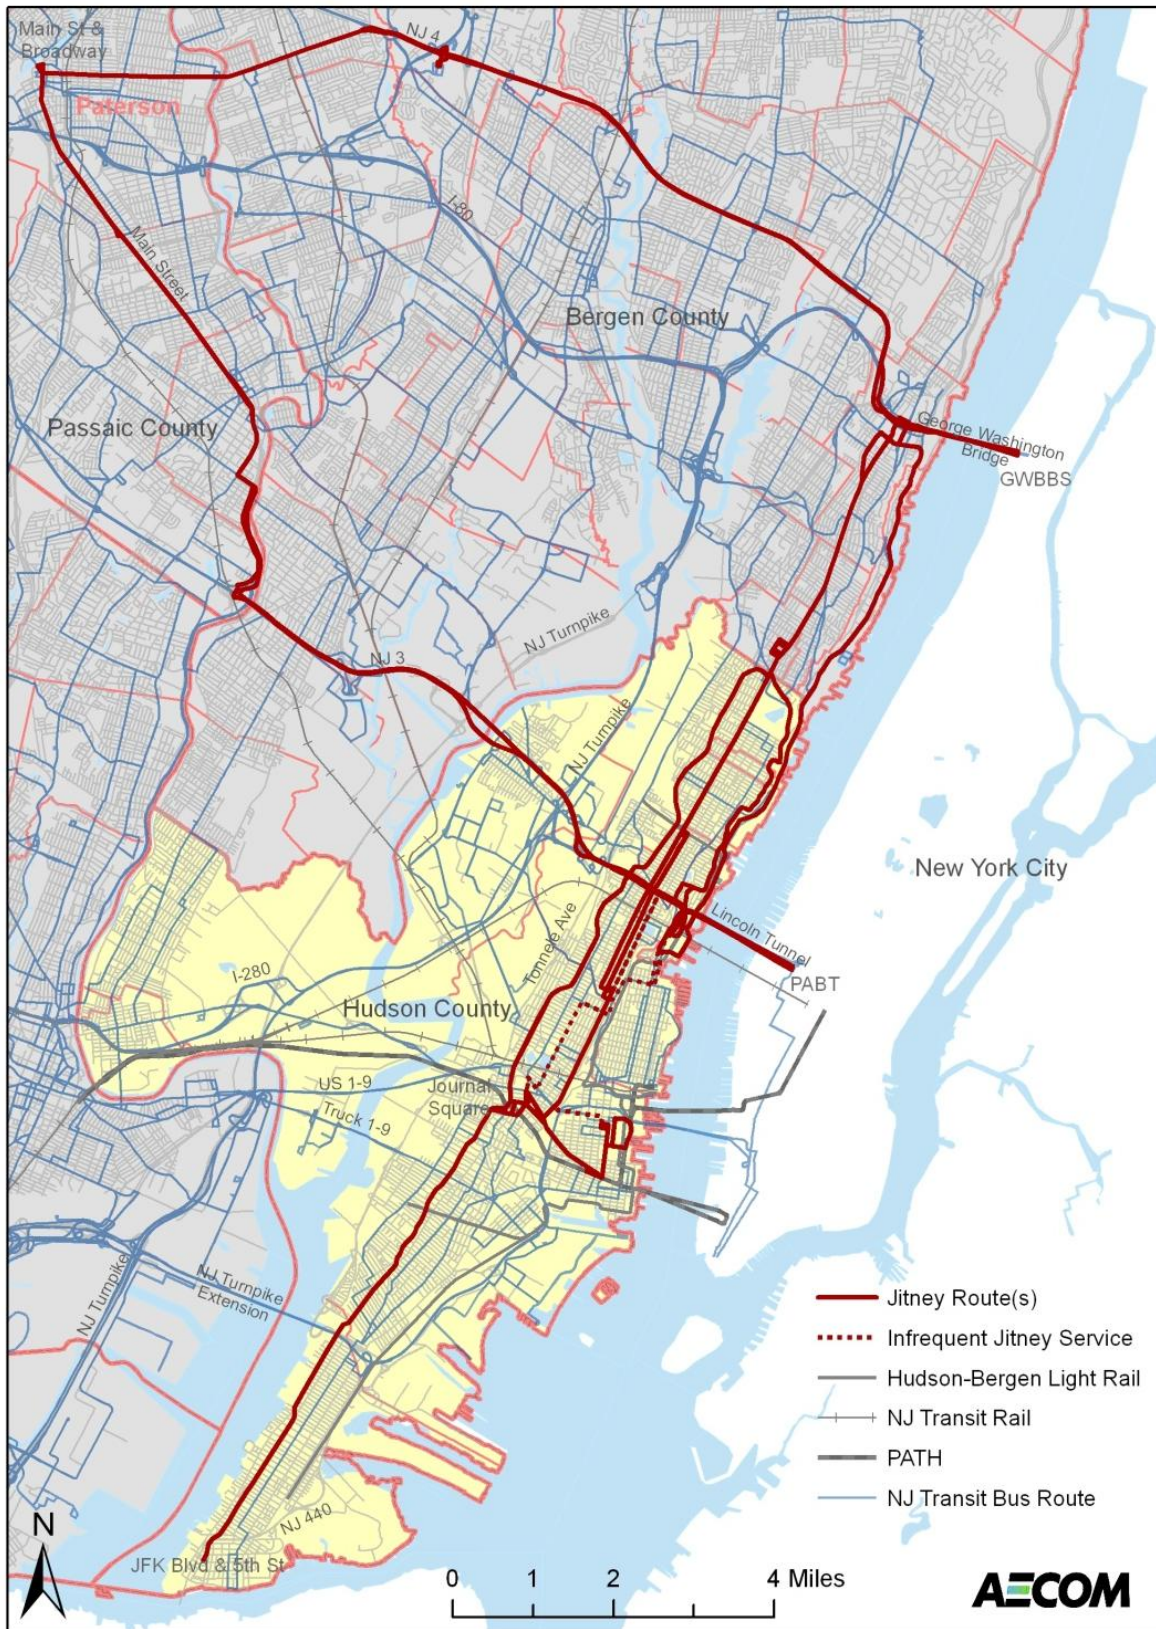 Main St &
Broadway
NJ 4
Paterson
I-80
Main Street
Bergen County
Passaic County
George Washington
Bridge
GWBBS
NJ Turnpike
NJ 3
NJ Turnpike
New York City
Tonnele Ave
Lincoln Tunnel
PABT
I-280
Hudson County
US 1-9
Journal
Square
Truck 1-9
NJ Turnpike
NJ Turnpike
Extension
Jitney Route(s)
Infrequent Jitney Service
Hudson-Bergen Light Rail
NJ Transit Rail
PATH
NJ Transit Bus Route
NJ 440
N
JFK Blvd & 5th St
0 1 2 4 Miles
AECOM